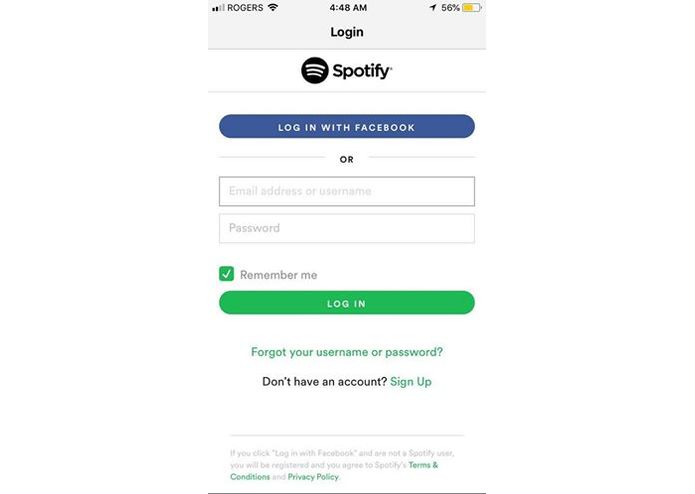 ROGERS 4:48 AM 56%
Login
Spotify
LOG IN WITH FACEBOOK
OR
Email address or username
Password
Remember me
LOG IN
Forgot your username or password?
Don't have an account? Sign Up
If you click "Log in with Facebook" and are not a Spotify user,
you will be registered and you agree to Spotify's Terms &
Conditions and Privacy Policy.